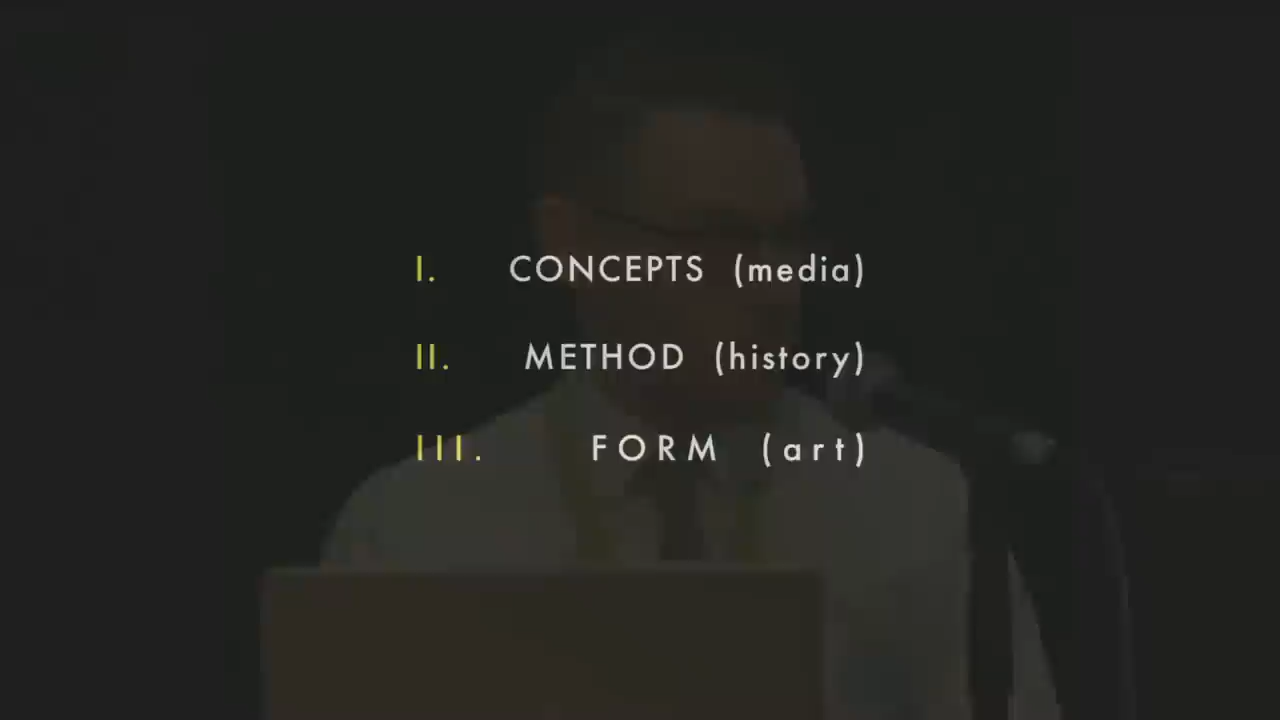 I. CONCEPTS (media)
II. METHOD (history)
III. FORM (art)